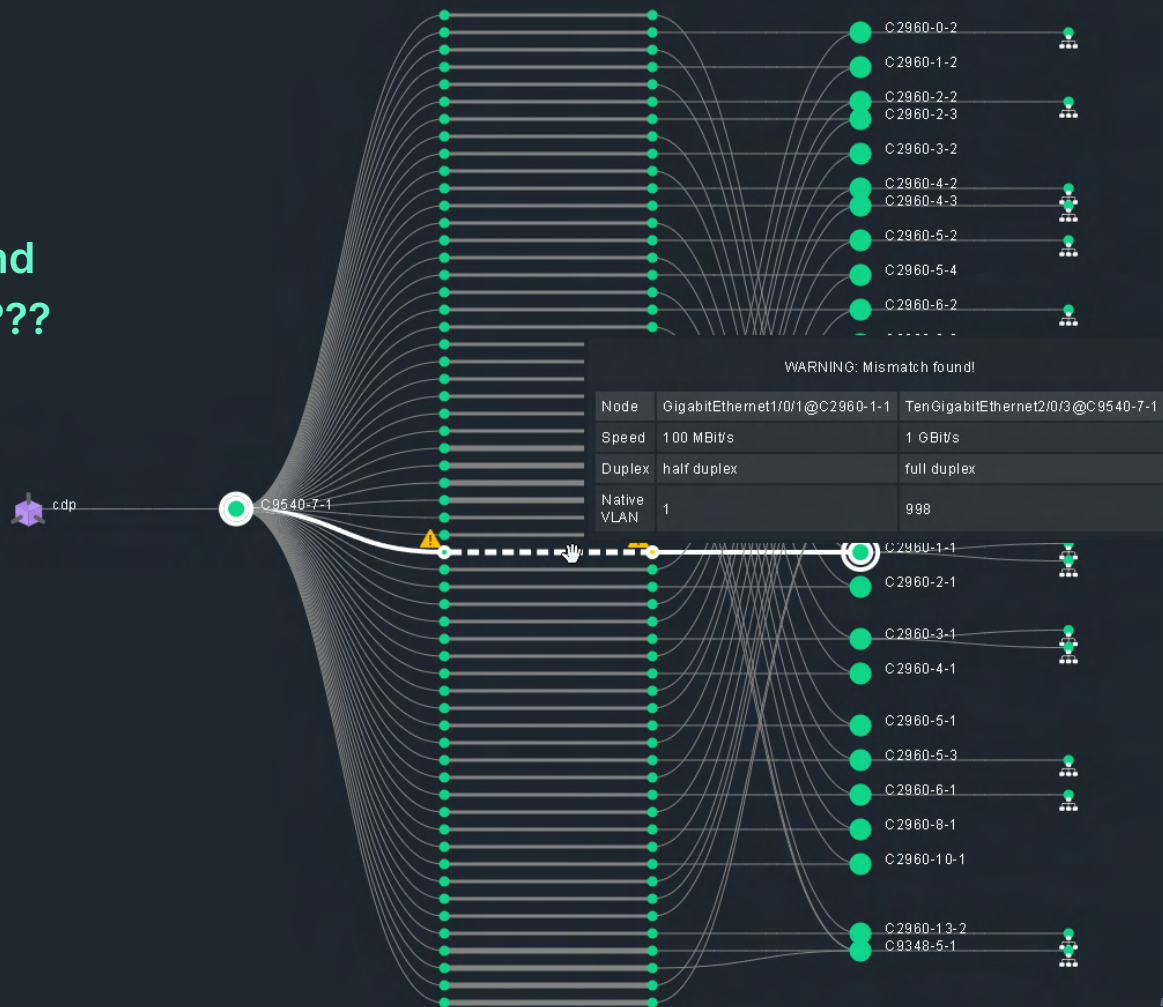 C2960-0-2
C2960-1-2
C2960-2-2
C2960-2-3
C2960-3-2
C2960-4-2
C2960-4-3
nd
C2960-5-2
C2960-5-4
???
C2960-6-2
WARNING: Mismatch found!
Node GigabitEthernet1/0/1@C2960-1-1 TenGigabitEthernet2/0/3@C9540-7-1
Speed 100 MBit/s 1 GBit/s
Duplex half duplex full duplex
Native VLAN 1 998
cdp
C9540-7-1
C2960-1-1
C2960-2-1
C2960-3-1
C2960-4-1
C2960-5-1
C2960-5-3
C2960-6-1
C2960-8-1
C2960-10-1
C2960-13-2
C9348-5-1